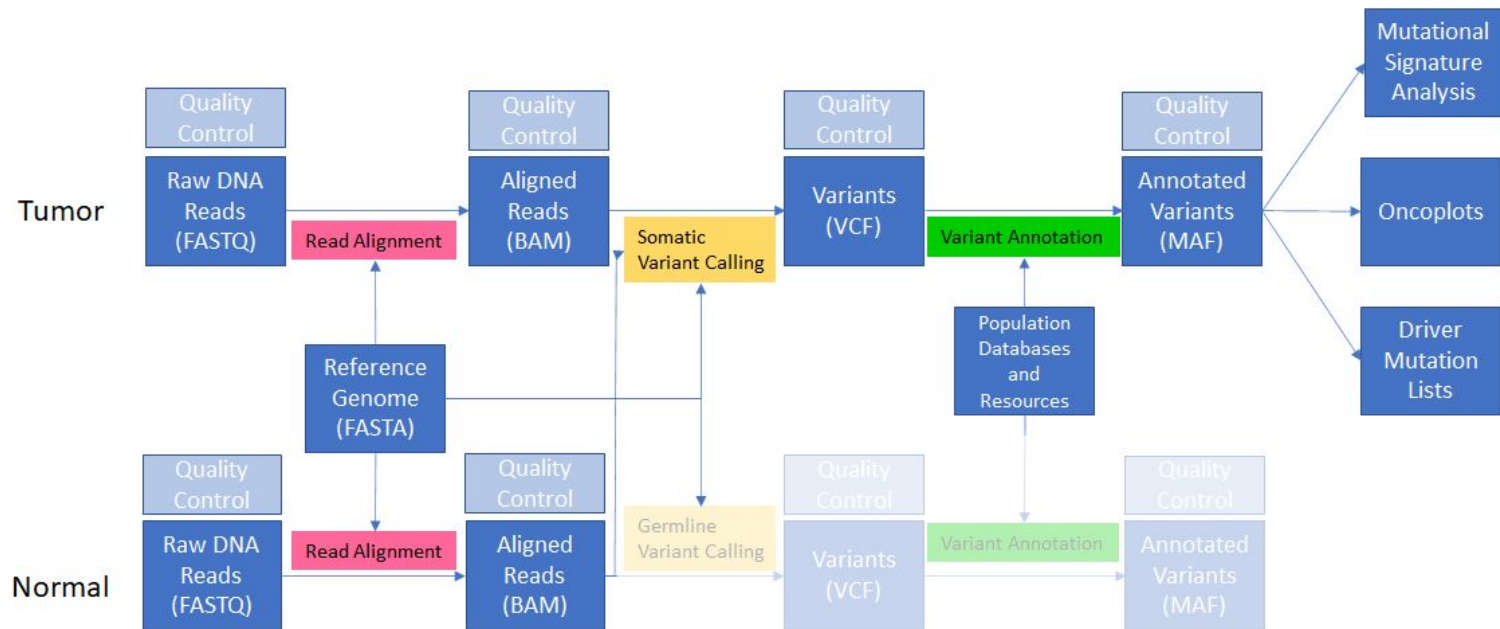 Mutational
Signature
Analysis
Quality
Control
Quality
Control
Quality
Control
Quality
Control
Tumor
Raw DNA
Reads
(FASTQ)
Read Alignment
Aligned
Reads
(BAM)
Somatic
Variant Calling
Variants
(VCF)
Variant Annotation
Annotated
Variants
(MAF)
Oncoplots
Reference
Genome
(FASTA)
Population
Databases
and
Resources
Driver
Mutation
Lists
Quality
Control
Quality
Control
Quality
Control
Quality
Control
Normal
Raw DNA
Reads
(FASTQ)
Read Alignment
Aligned
Reads
(BAM)
Germline
Variant Calling
Variants
(VCF)
Variant Annotation
Annotated
Variants
(MAF)